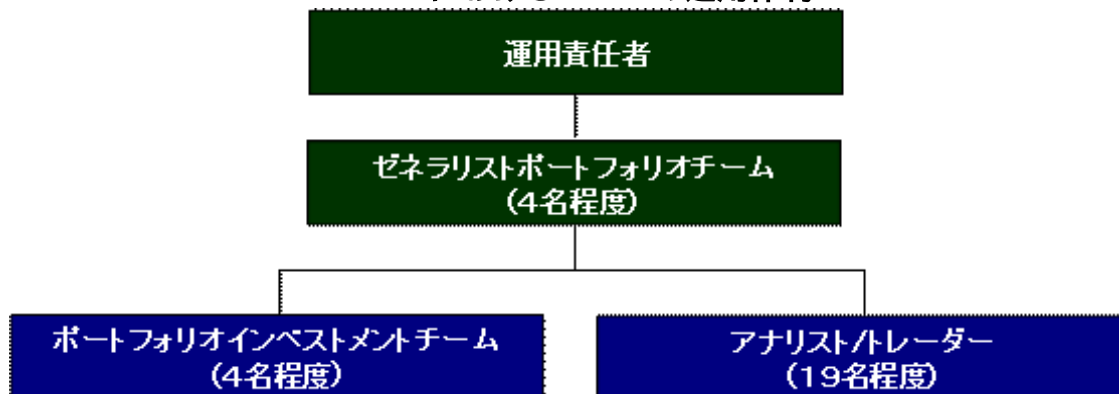 運用責任者
ゼネラリストポートフォリオチーム
(4名程度)
ポートフォリオインベストメントチーム
(4名程度)
アナリスト/トレーダー
(19名程度)